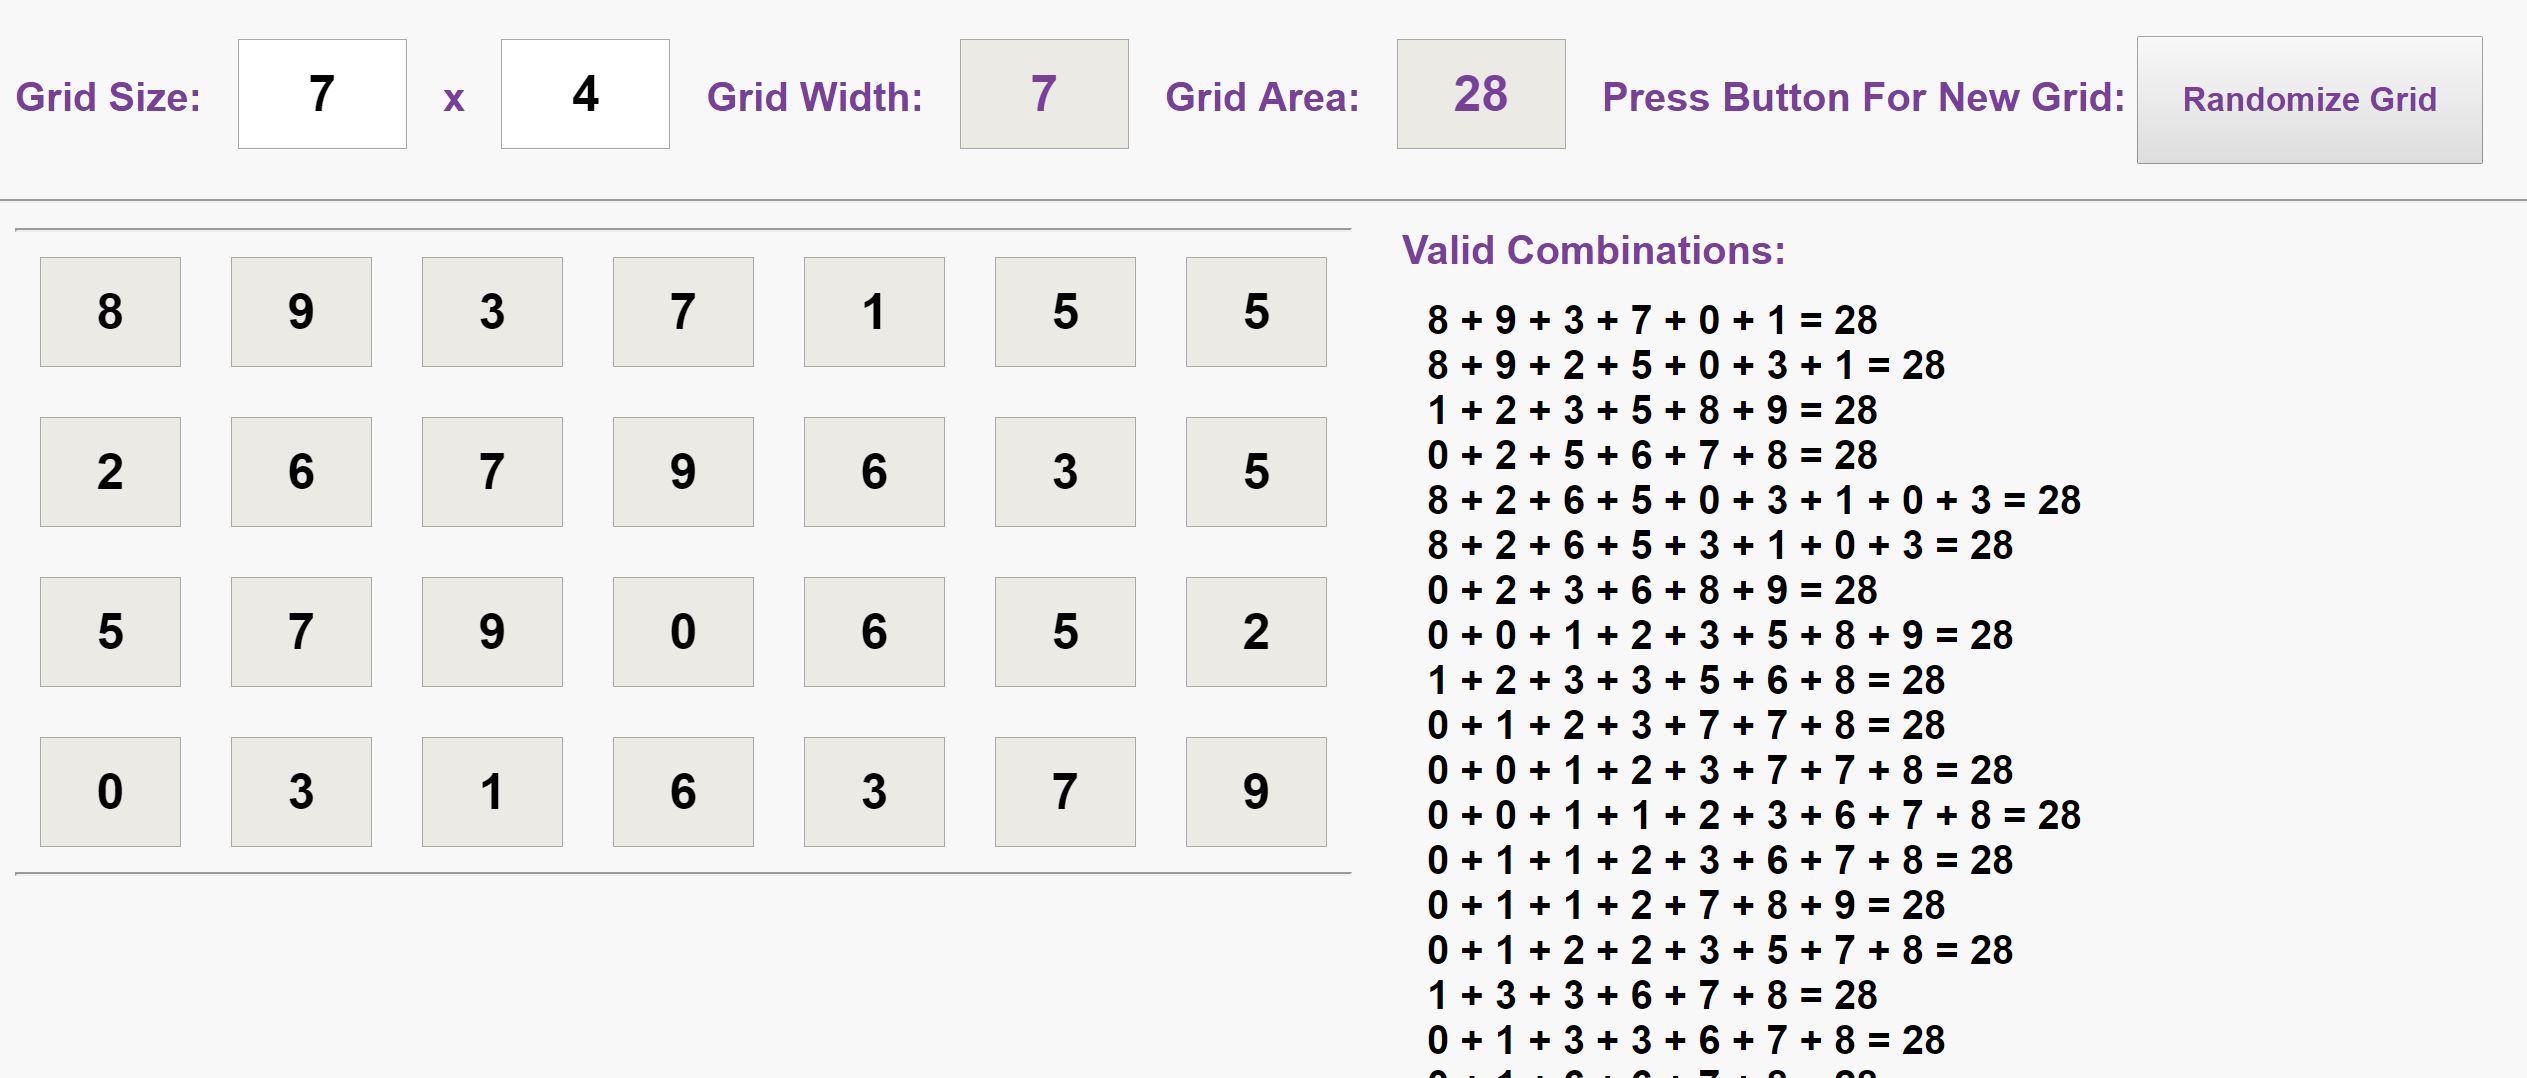 Grid Size: 7 x 4 Grid Width: 7 Grid Area: 28 Press Button For New Grid: Randomize Grid
8 9 3 7 1 5 5
2 6 7 9 6 3 5
5 7 9 0 6 5 2
0 3 1 6 3 7 9
Valid Combinations:
8 + 9 + 3 + 7 + 0 + 1 = 28
8 + 9 + 2 + 5 + 0 + 3 + 1 = 28
1 + 2 + 3 + 5 + 8 + 9 = 28
0 + 2 + 5 + 6 + 7 + 8 = 28
8 + 2 + 6 + 5 + 0 + 3 + 1 + 0 + 3 = 28
8 + 2 + 6 + 5 + 3 + 1 + 0 + 3 = 28
0 + 2 + 3 + 6 + 8 + 9 = 28
0 + 0 + 1 + 2 + 3 + 5 + 8 + 9 = 28
1 + 2 + 3 + 3 + 5 + 6 + 8 = 28
0 + 1 + 2 + 3 + 7 + 7 + 8 = 28
0 + 0 + 1 + 2 + 3 + 7 + 7 + 8 = 28
0 + 0 + 1 + 1 + 2 + 3 + 6 + 7 + 8 = 28
0 + 1 + 1 + 2 + 3 + 6 + 7 + 8 = 28
0 + 1 + 1 + 2 + 7 + 8 + 9 = 28
0 + 1 + 2 + 2 + 3 + 5 + 7 + 8 = 28
1 + 3 + 3 + 6 + 7 + 8 = 28
0 + 1 + 3 + 3 + 6 + 7 + 8 = 28